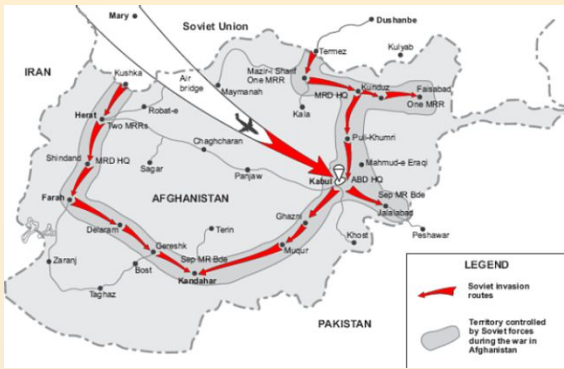 Mary
Soviet Union
Dushanbe
IRAN
Termez
Kulyab
Kushka
Air
bridge
Mazir-i Sharif
One MRR
Maymanah
MRD HQ
Kunduz
Faisabad
One MRR
Robat-e
Kala
Herat
Two MRRs
Puli-Khumri
Chaghcharan
Shindand
MRD HQ
Sagar
Panjaw
Mahmud-e Eraqi
Kabul
ABD HQ
AFGHANISTAN
Farah
Sep MR Bde
Jalalabad
Ghazni
Delaram
Terin
Khost
Peshawar
Gereshk
Sep MR Bde
Muqur
Zaranj
Bost
Kandahar
Taghaz
PAKISTAN
LEGEND
Soviet invasion
routes
Territory controlled
by Soviet forces
during the war in
Afghanistan